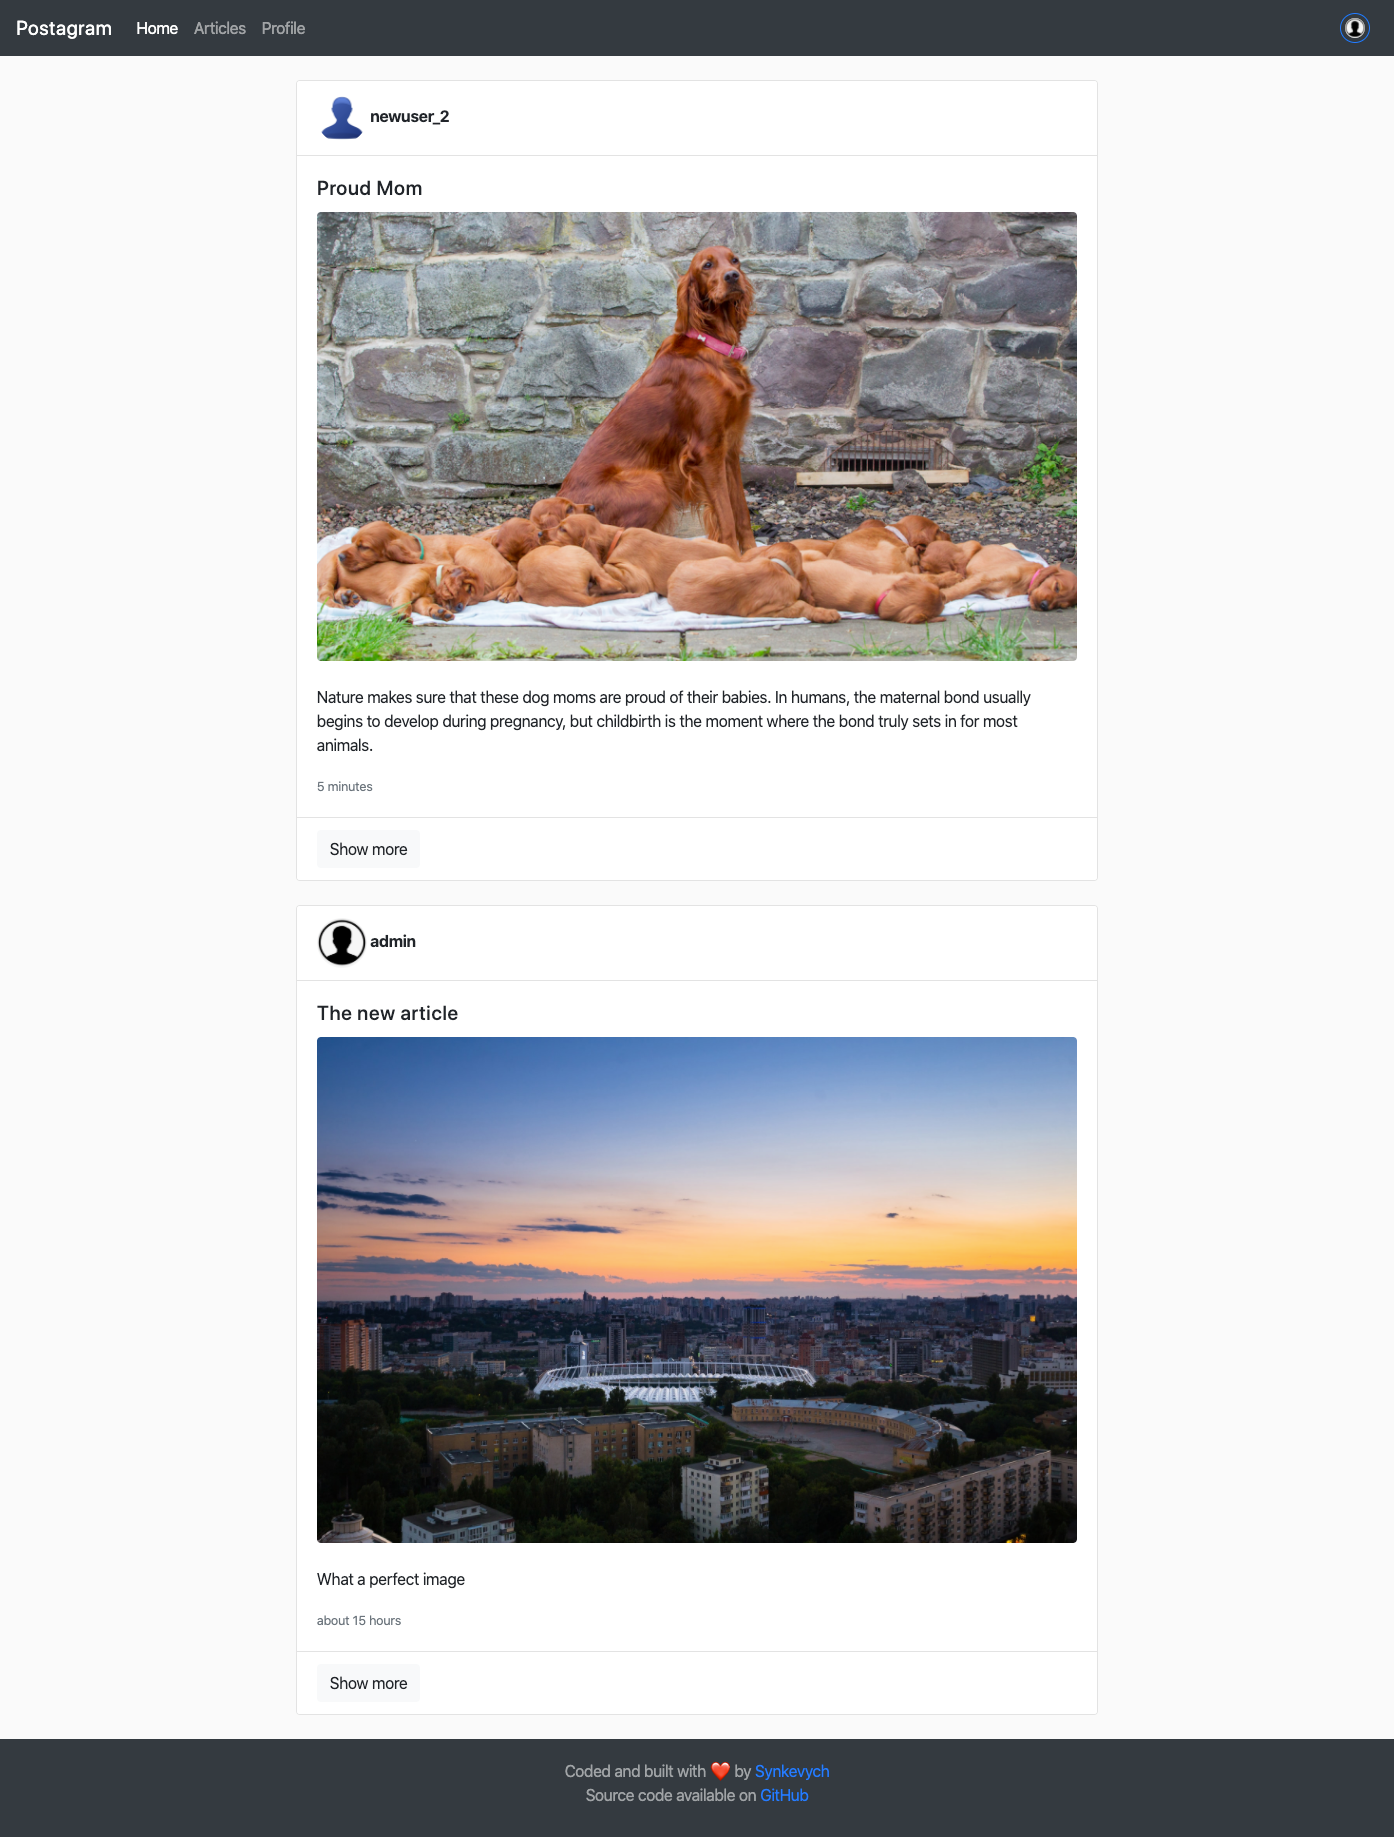 Postagram Home Articles Profile
newuser_2
Proud Mom
Nature makes sure that these dog moms are proud of their babies. In humans, the maternal bond usually
begins to develop during pregnancy, but childbirth is the moment where the bond truly sets in for most
animals.
5 minutes
Show more
admin
The new article
What a perfect image
about 15 hours
Show more
Coded and built with ❤️ by Synkevych
Source code available on GitHub